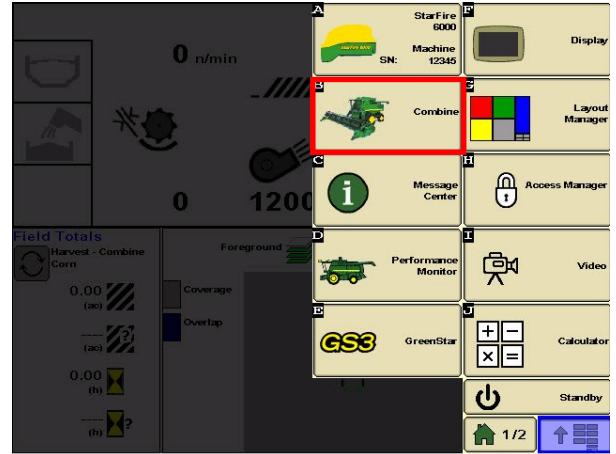 0 n/min
0
1200
Field Totals
Harvest - Combine
Corn
0.00
(ac)
----
(ac)
?
0.00
(h)
----
(h)
?
Foreground
Coverage
Overlap
A
StarFire
6000
Machine
SN: 12345
StarFire 6000
B
Combine
C
Message
Center
i
D
Performance
Monitor
E
GS3
GreenStar
F
Display
G
Layout
Manager
H
Access Manager
I
Video
J
Calculator
+ −
× =
Standby
1/2